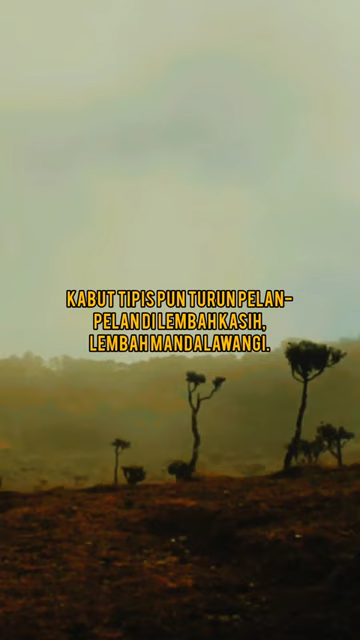 KABUT TIPIS PUN TURUN PELAN-
PELAN DI LEMBAH KASIH,
LEMBAH MANDALAWANGI.